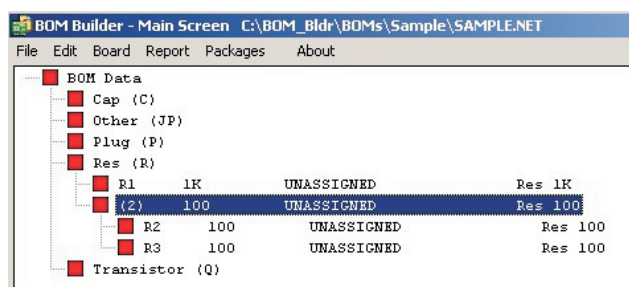 BOM Builder - Main Screen C:\BOM_Bldr\BOMs\Sample\SAMPLE.NET
File Edit Board Report Packages About
BOM Data
Cap (C)
Other (JP)
Plug (P)
Res (R)
R1 1K UNASSIGNED Res 1K
(2) 100 UNASSIGNED Res 100
R2 100 UNASSIGNED Res 100
R3 100 UNASSIGNED Res 100
Transistor (Q)